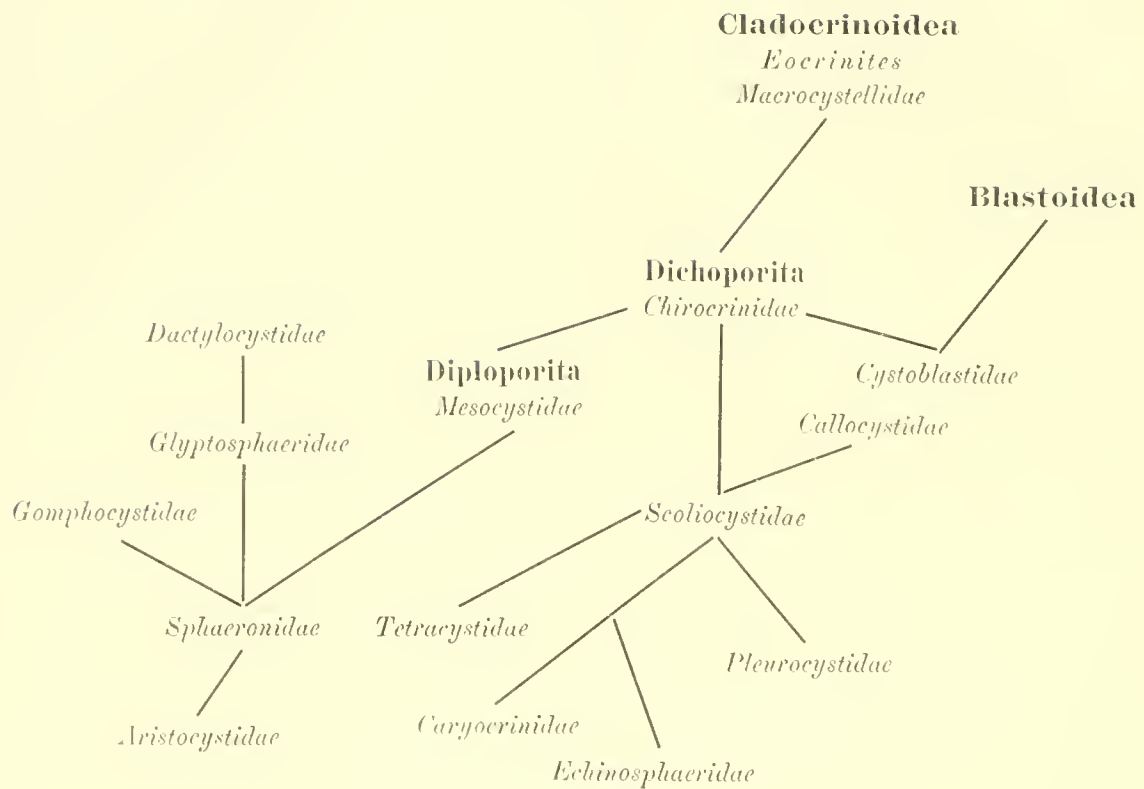 Cladocrinoidea
Eocrinites
Macrocystellidae
Blastoidea
Dichoporita
Chirocrinidae
Dactylocystidae
Diploporita
Mesocystidae
Cystoblastidae
Callocystidae
Glyptosphaeridae
Gomphocystidae
Scoliocystidae
Sphaeronidae
Tetracystidae
Pleurocystidae
Caryocrinidae
Aristocystidae
Echinosphaeridae